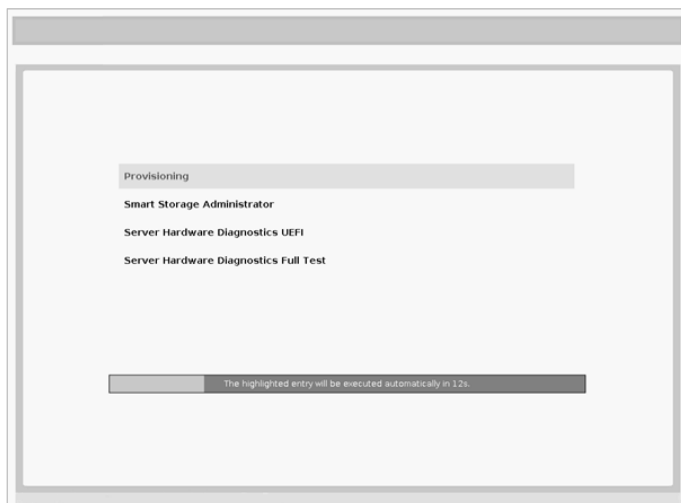 Provisioning
Smart Storage Administrator
Server Hardware Diagnostics UEFI
Server Hardware Diagnostics Full Test
The highlighted entry will be executed automatically in 12s.